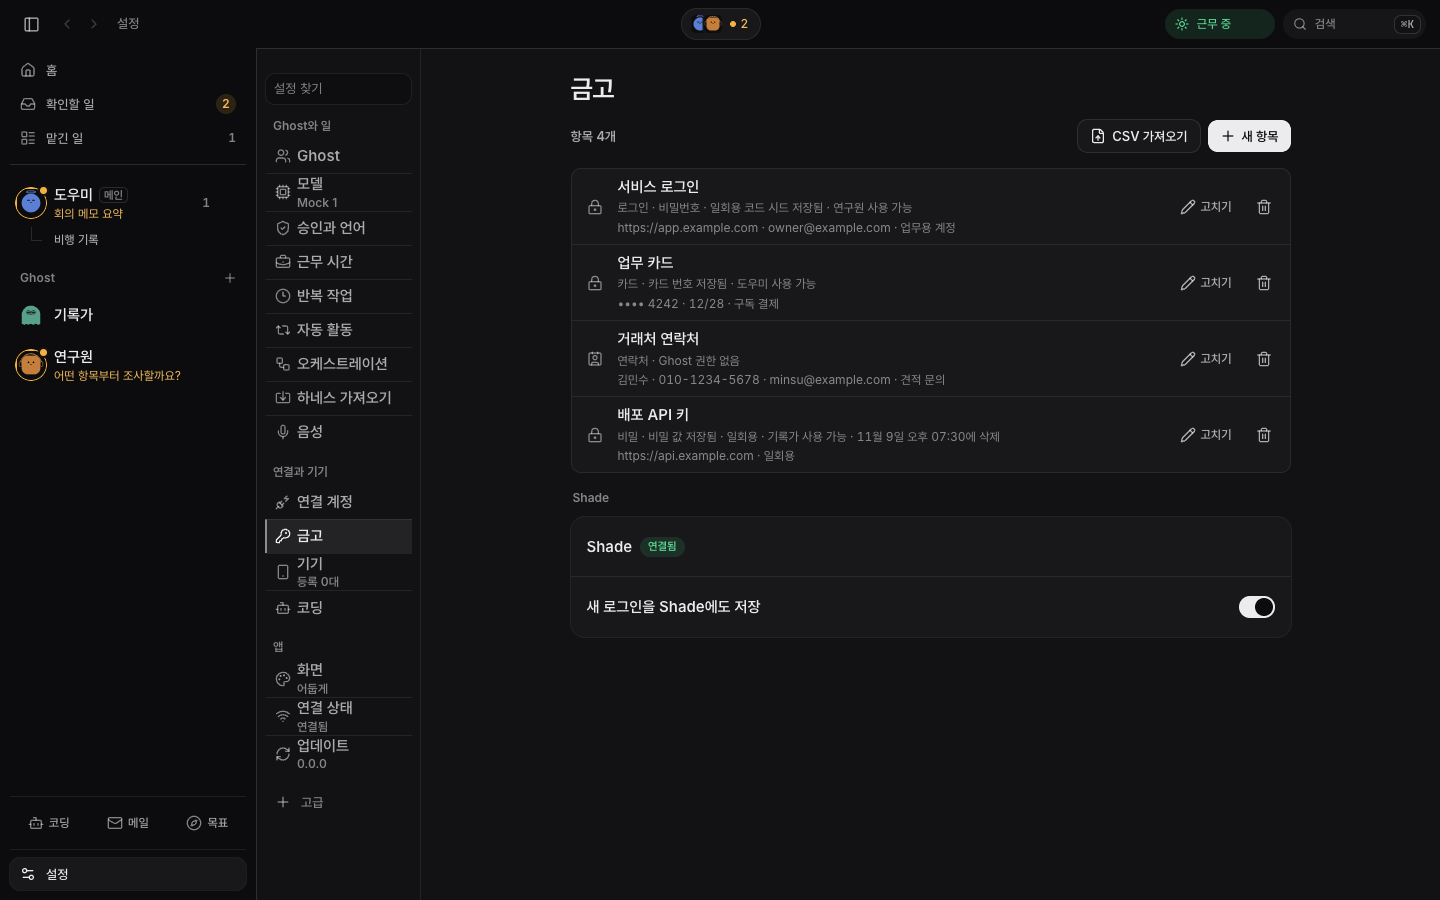 설정
2
근무 중
검색
⌘K
홈
확인할 일
2
맡긴 일
1
도우미
메인
회의 메모 요약
1
비행 기록
Ghost
기록가
연구원
어떤 항목부터 조사할까요?
코딩
메일
목표
설정
설정 찾기
Ghost와 일
Ghost
모델
Mock 1
승인과 언어
근무 시간
반복 작업
자동 활동
오케스트레이션
하네스 가져오기
음성
연결과 기기
연결 계정
금고
기기
등록 0대
코딩
앱
화면
어둡게
연결 상태
연결됨
업데이트
0.0.0
고급
금고
항목 4개
CSV 가져오기
새 항목
서비스 로그인
로그인 · 비밀번호 · 일회용 코드 시드 저장됨 · 연구원 사용 가능
https://app.example.com · owner@example.com · 업무용 계정
고치기
업무 카드
카드 · 카드 번호 저장됨 · 도우미 사용 가능
•••• 4242 · 12/28 · 구독 결제
고치기
거래처 연락처
연락처 · Ghost 권한 없음
김민수 · 010-1234-5678 · minsu@example.com · 견적 문의
고치기
배포 API 키
비밀 · 비밀 값 저장됨 · 일회용 · 기록가 사용 가능 · 11월 9일 오후 07:30에 삭제
https://api.example.com · 일회용
고치기
Shade
Shade
연결됨
새 로그인을 Shade에도 저장